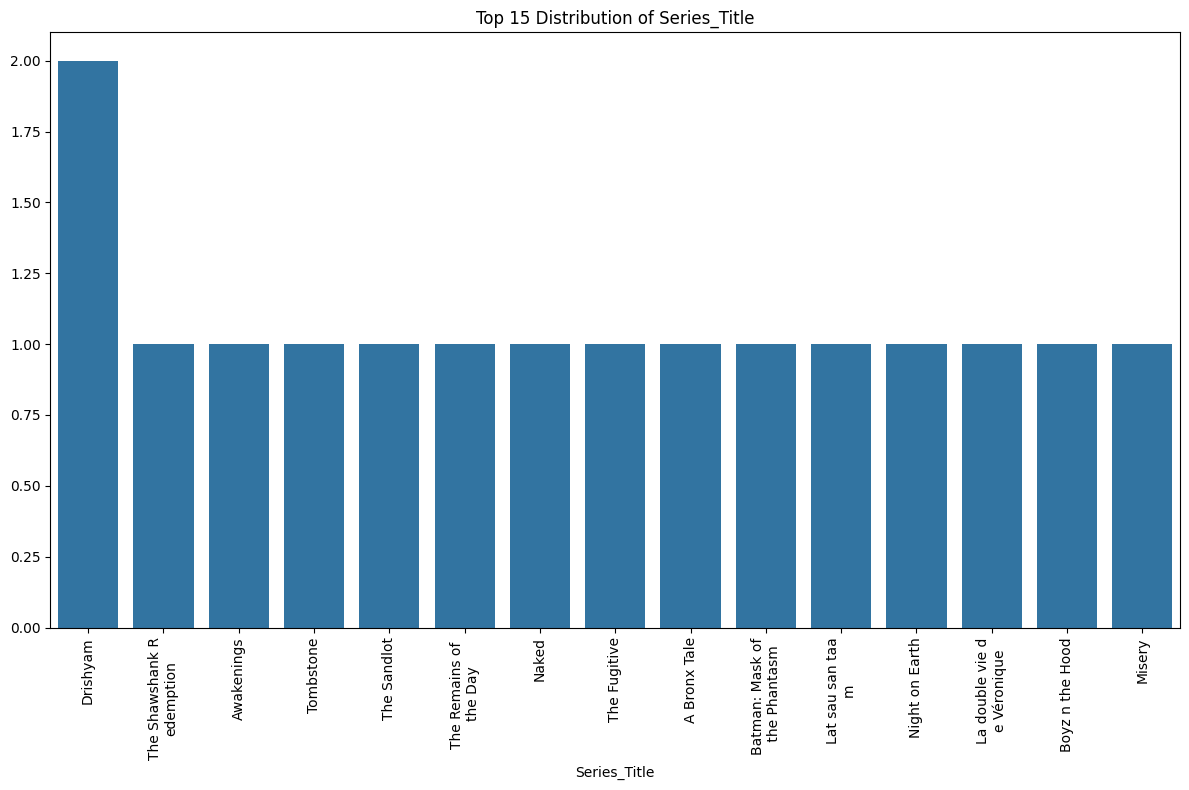 Top 15 Distribution of Series_Title
2.00
1.75
1.50
1.25
1.00
0.75
0.50
0.25
0.00
Drishyam
The Shawshank R
edemption
Awakenings
Tombstone
The Sandlot
The Remains of
the Day
Naked
The Fugitive
A Bronx Tale
Batman: Mask of
the Phantasm
Lat sau san taa
m
Night on Earth
La double vie d
e Véronique
Boyz n the Hood
Misery
Series_Title